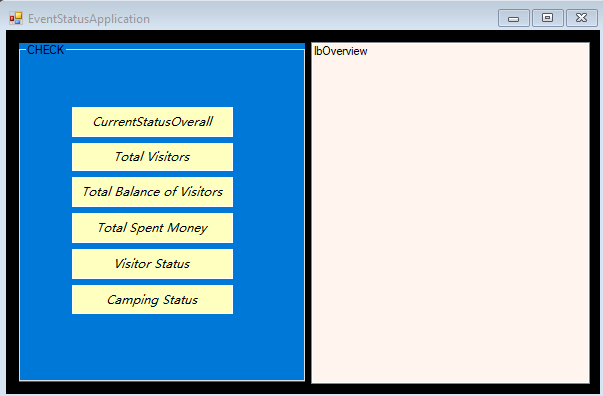 EventStatusApplication
CHECK
lbOverview
CurrentStatusOverall
Total Visitors
Total Balance of Visitors
Total Spent Money
Visitor Status
Camping Status